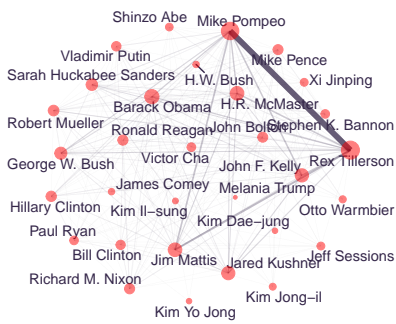 Shinzo Abe
Mike Pompeo
Vladimir Putin
Mike Pence
Sarah Huckabee Sanders
H.W. Bush
Xi Jinping
Barack Obama
H.R. McMaster
Robert Mueller
Ronald Reagan
John Bolton
Stephen K. Bannon
George W. Bush
Victor Cha
John F. Kelly
Rex Tillerson
James Comey
Melania Trump
Hillary Clinton
Kim Il-sung
Otto Warmbier
Paul Ryan
Kim Dae-jung
Bill Clinton
Jim Mattis
Jared Kushner
Jeff Sessions
Richard M. Nixon
Kim Jong-il
Kim Yo Jong